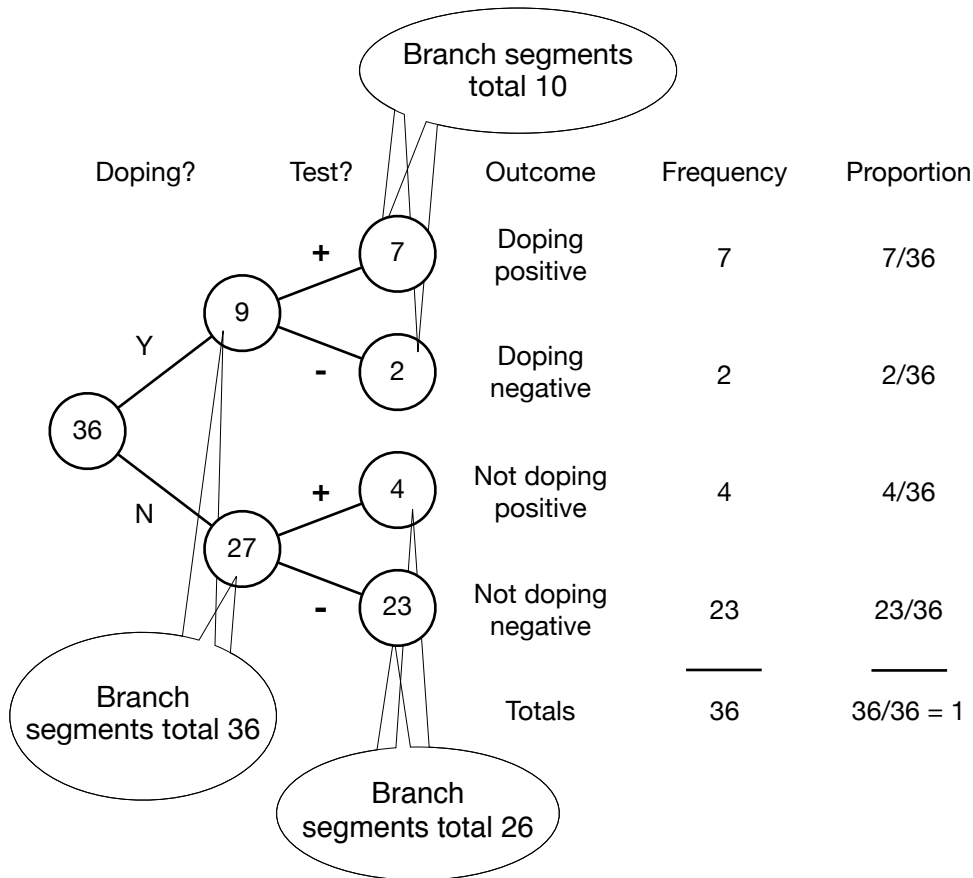 Branch segments
total 10
Doping? Test? Outcome Frequency Proportion
+ 7 Doping
positive 7 7/36
9
Y - 2 Doping
negative 2 2/36
36
N + 4 Not doping
positive 4 4/36
27
- 23 Not doping
negative 23 23/36
Branch
segments total 36
Totals 36 36/36 = 1
Branch
segments total 26